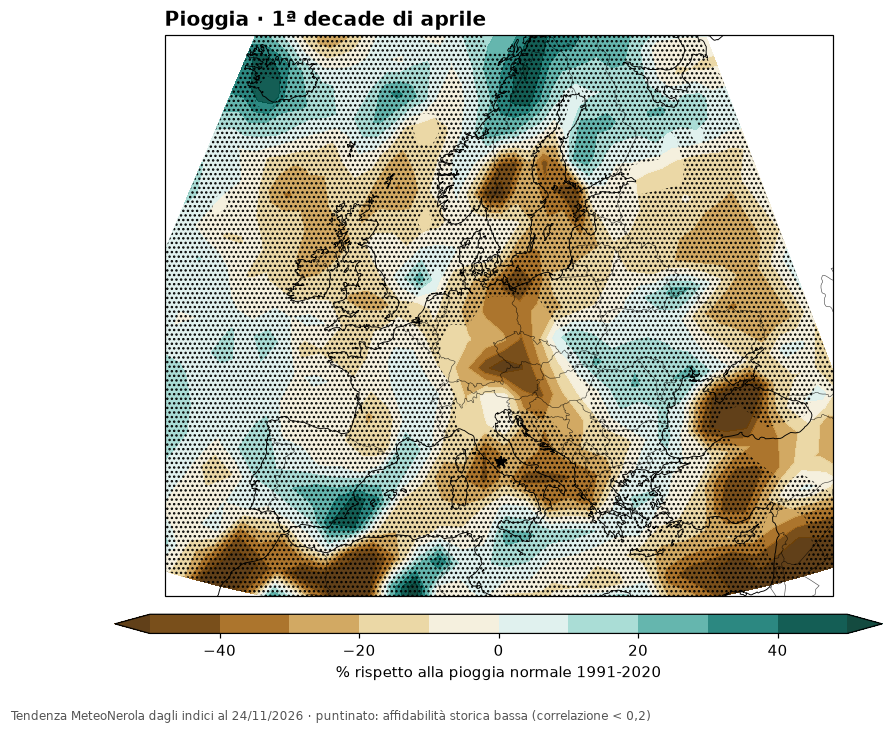 Pioggia · 1ª decade di aprile
−40 −20 0 20 40
% rispetto alla pioggia normale 1991-2020
Tendenza MeteoNerola dagli indici al 24/11/2026 · puntinato: affidabilità storica bassa (correlazione < 0,2)